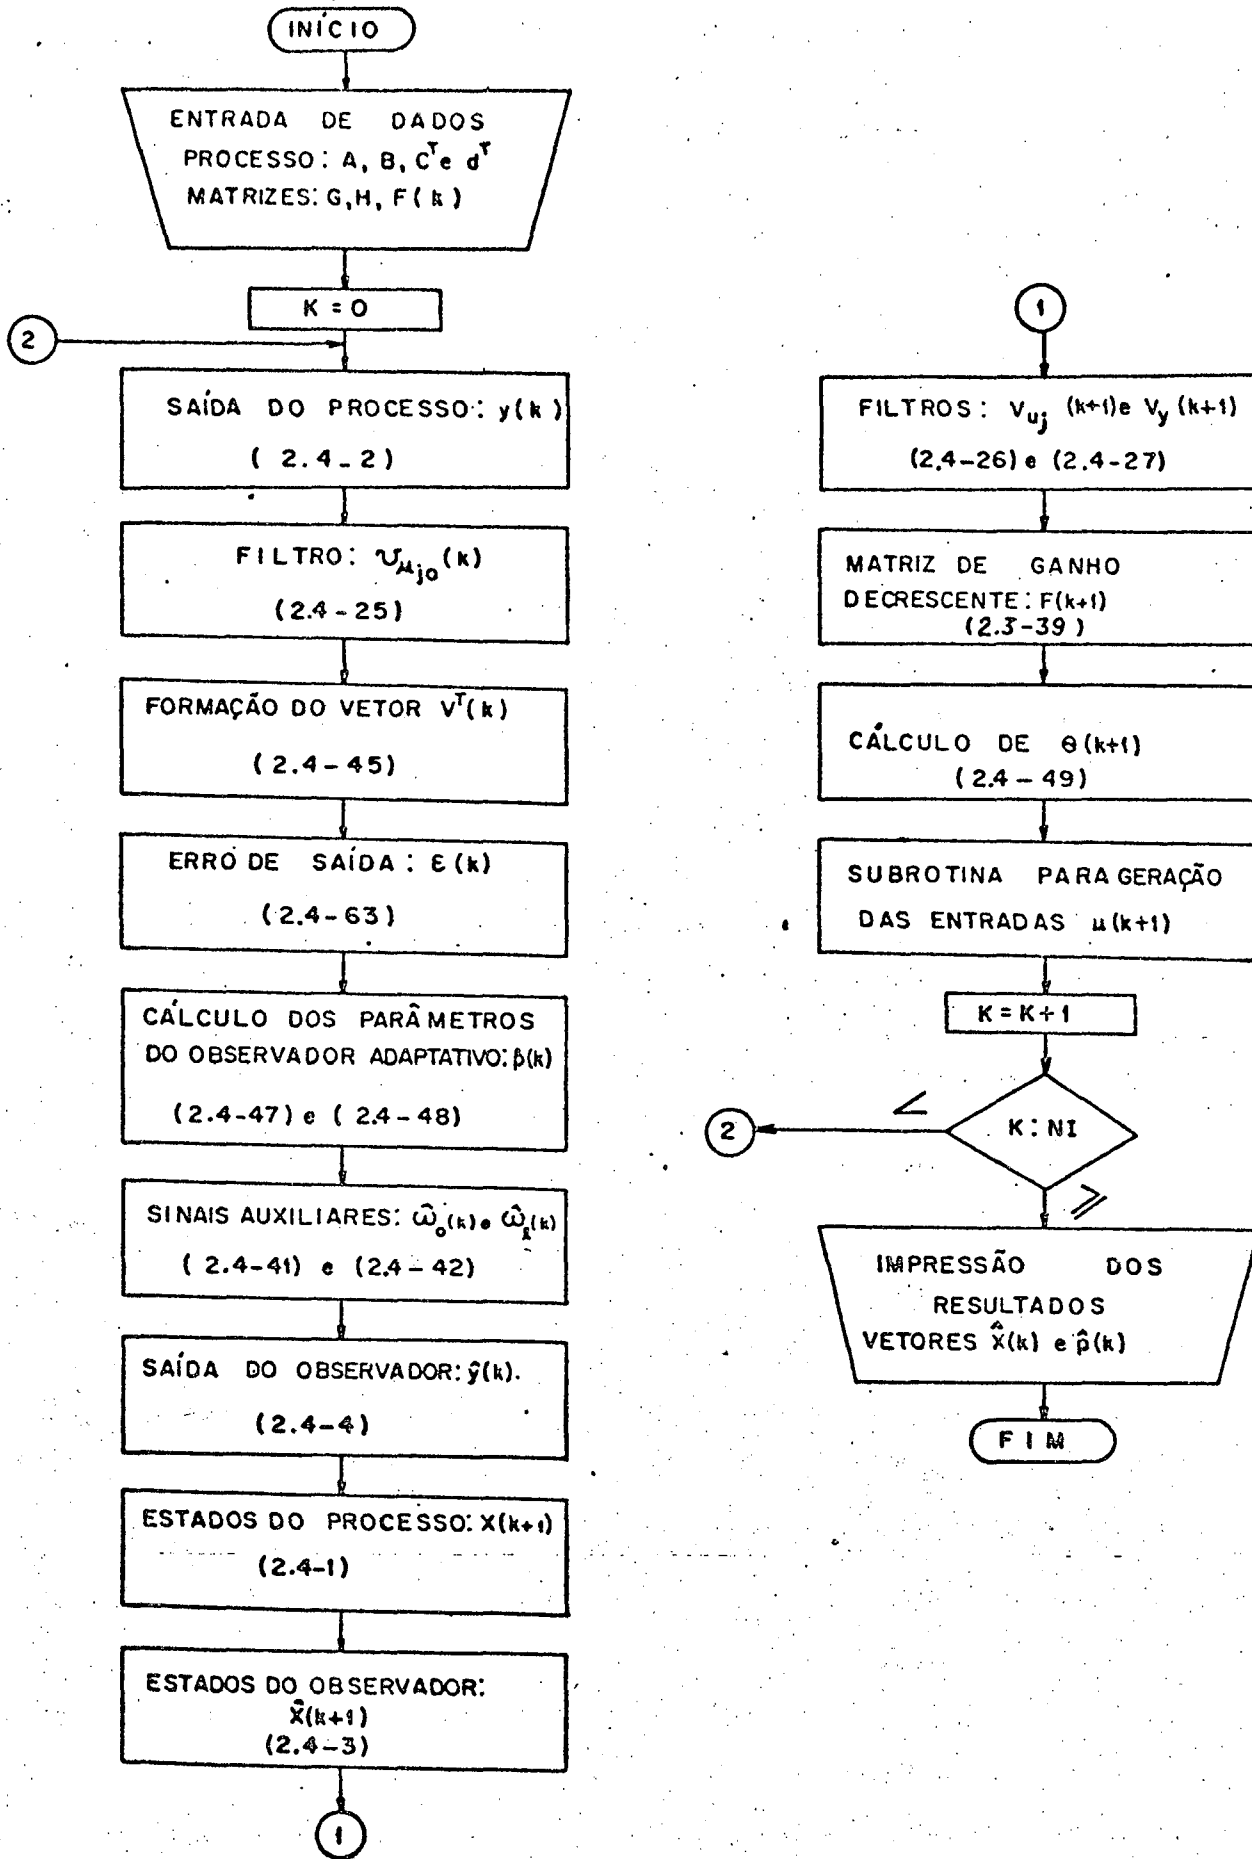 INÍCIO
ENTRADA DE DADOS
PROCESSO: A, B, Cᵀ e dᵀ
MATRIZES: G, H, F(k)
K = 0
2
SAÍDA DO PROCESSO: y(k)
(2.4-2)
FILTRO: υ_μj0(k)
(2.4-25)
FORMAÇÃO DO VETOR Vᵀ(k)
(2.4-45)
ERRO DE SAÍDA: ε(k)
(2.4-63)
CÁLCULO DOS PARÂMETROS
DO OBSERVADOR ADAPTATIVO: p̂(k)
(2.4-47) e (2.4-48)
SINAIS AUXILIARES: ω̂₀(k) e ω̂(k)
(2.4-41) e (2.4-42)
SAÍDA DO OBSERVADOR: ŷ(k).
(2.4-4)
ESTADOS DO PROCESSO: X(k+1)
(2.4-1)
ESTADOS DO OBSERVADOR:
X̂(k+1)
(2.4-3)
1
1
FILTROS: V_uj (k+1) e V_y (k+1)
(2.4-26) e (2.4-27)
MATRIZ DE GANHO
DECRESCENTE: F(k+1)
(2.3-39)
CÁLCULO DE θ(k+1)
(2.4-49)
SUBROTINA PARA GERAÇÃO
DAS ENTRADAS μ(k+1)
K = K+1
<
2
K: NI
≥
IMPRESSÃO DOS
RESULTADOS
VETORES X̂(k) e p̂(k)
FIM